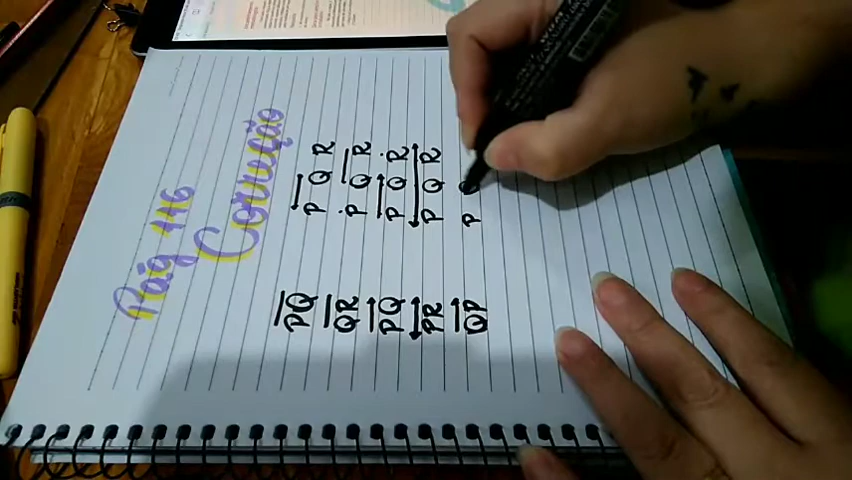 Pág 116
Correção
PQ P Q R
QR P Q R
PQ P Q R
PR P Q R
QP P Q